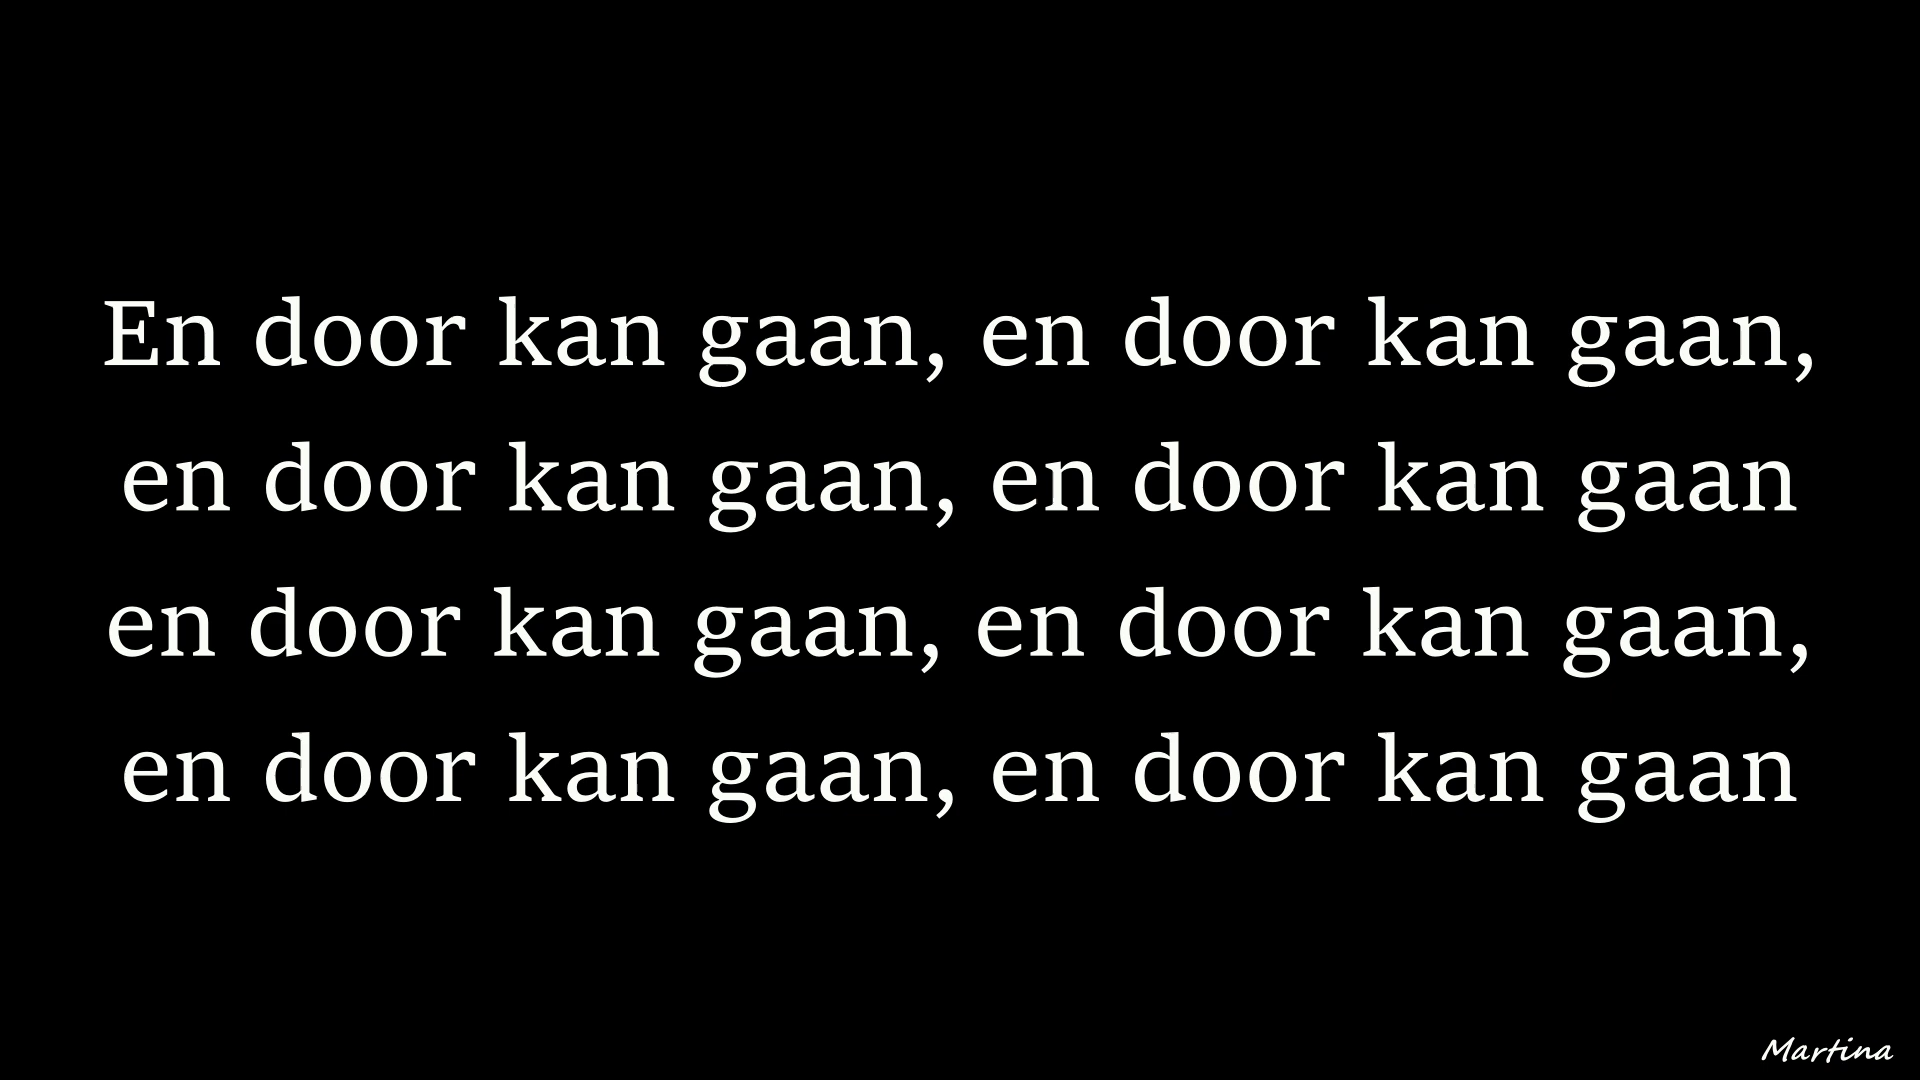 En door kan gaan, en door kan gaan,
en door kan gaan, en door kan gaan
en door kan gaan, en door kan gaan,
en door kan gaan, en door kan gaan
Martina